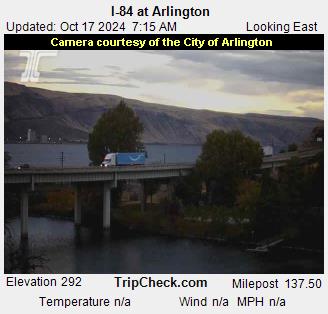 I-84 at Arlington
Updated: Oct 17 2024 7:15 AM Looking East
Camera courtesy of the City of Arlington
Elevation 292 TripCheck.com Milepost 137.50
Temperature n/a Wind n/a MPH n/a